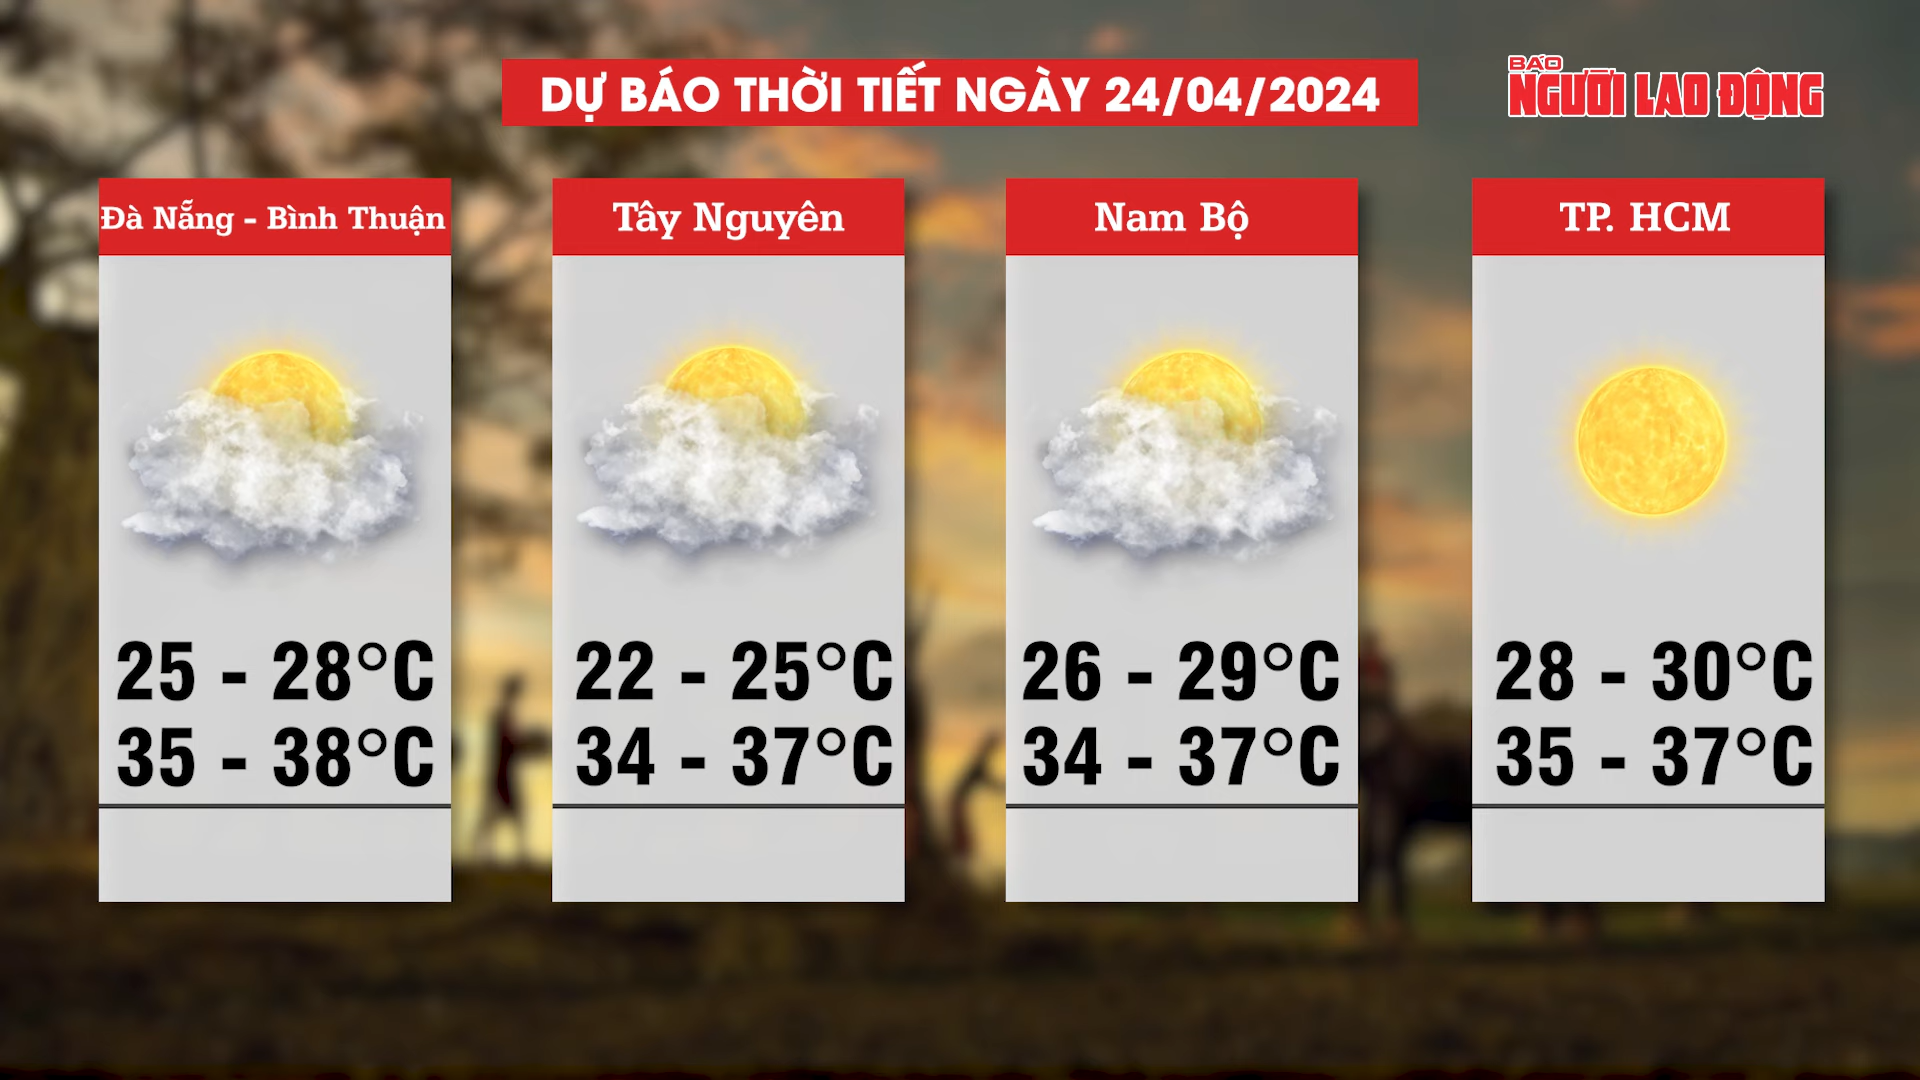 DỰ BÁO THỜI TIẾT NGÀY 24/04/2024
BÁO
NGƯỜI LAO ĐỘNG
Đà Nẵng - Bình Thuận
25 - 28°C
35 - 38°C
Tây Nguyên
22 - 25°C
34 - 37°C
Nam Bộ
26 - 29°C
34 - 37°C
TP. HCM
28 - 30°C
35 - 37°C